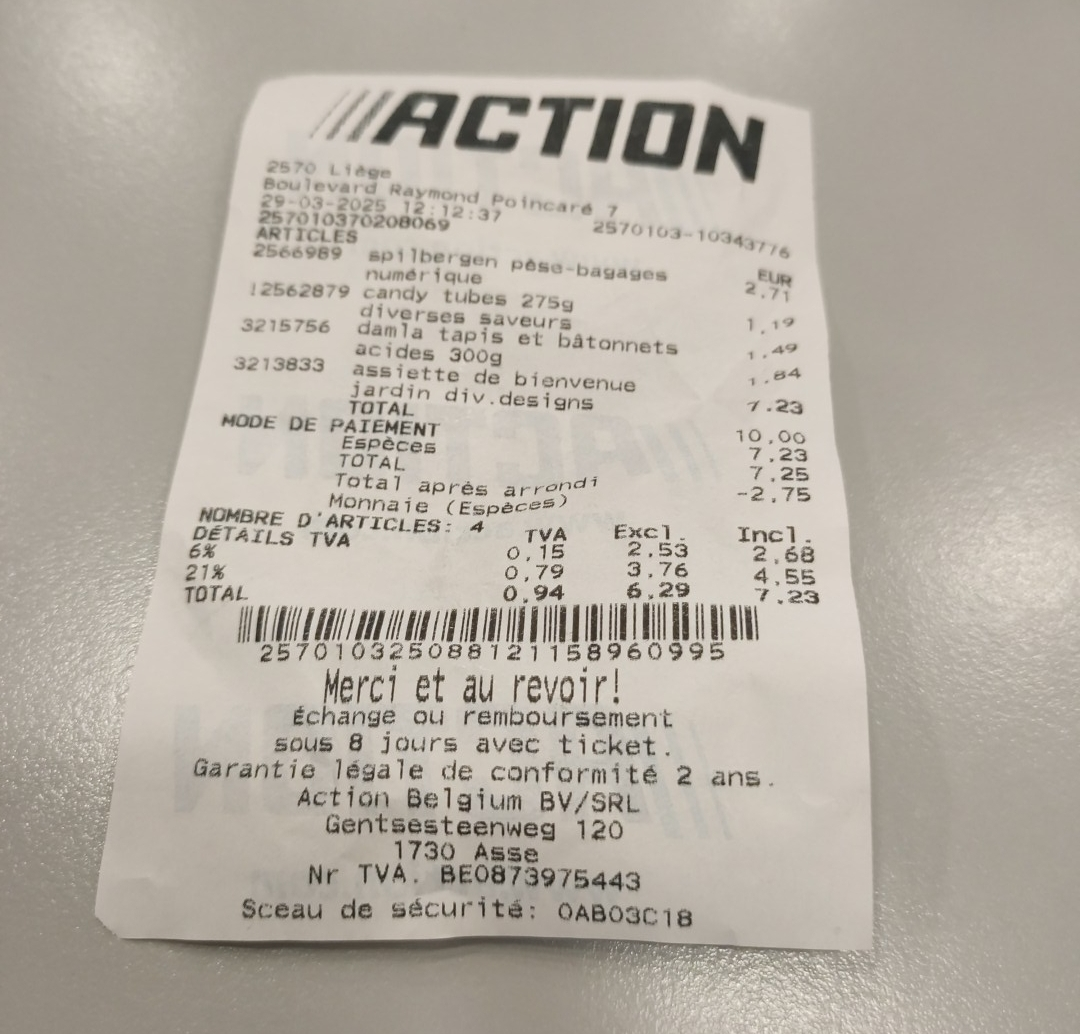 ACTION
2570 Liège
Boulevard Raymond Poincaré 7
29-03-2025 12:12:37
257010370208069 2570103-10343776
ARTICLES EUR
2566989 spilbergen pèse-bagages 2.71
numérique
!2562879 candy tubes 275g 1,19
diverses saveurs
3215756 damla tapis et bâtonnets 1.49
acides 300g
3213833 assiette de bienvenue 1.84
jardin div.designs
TOTAL 7.23
MODE DE PAIEMENT
Espèces 10,00
TOTAL 7.23
Total après arrondi 7,25
Monnaie (Espèces) -2,75
NOMBRE D'ARTICLES: 4
DÉTAILS TVA TVA Excl. Incl.
6% 0,15 2,53 2,68
21% 0,79 3,76 4,55
TOTAL 0,94 6,29 7,23
257010325088121158960995
Merci et au revoir!
Échange ou remboursement
sous 8 jours avec ticket.
Garantie légale de conformité 2 ans.
Action Belgium BV/SRL
Gentsesteenweg 120
1730 Asse
Nr TVA. BE0873975443
Sceau de sécurité: 0AB03C18